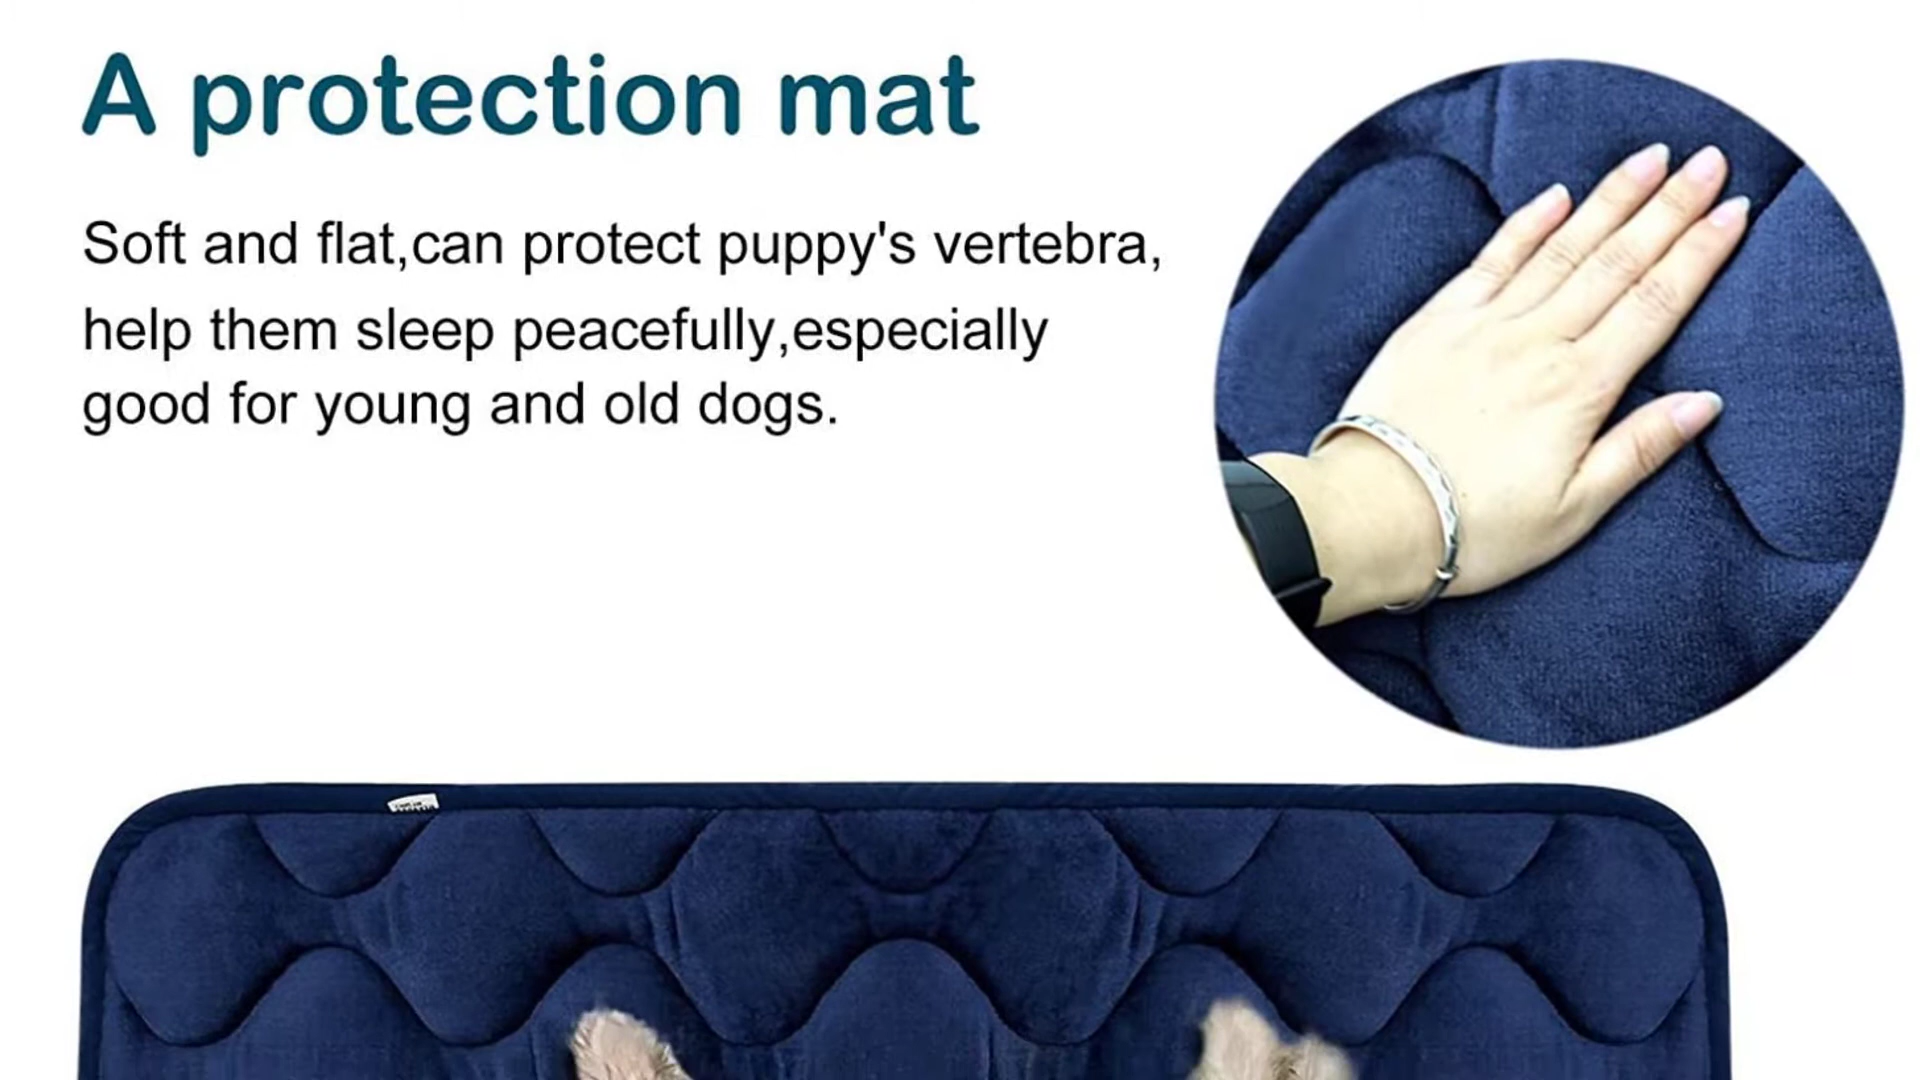 A protection mat
Soft and flat,can protect puppy's vertebra,
help them sleep peacefully,especially
good for young and old dogs.